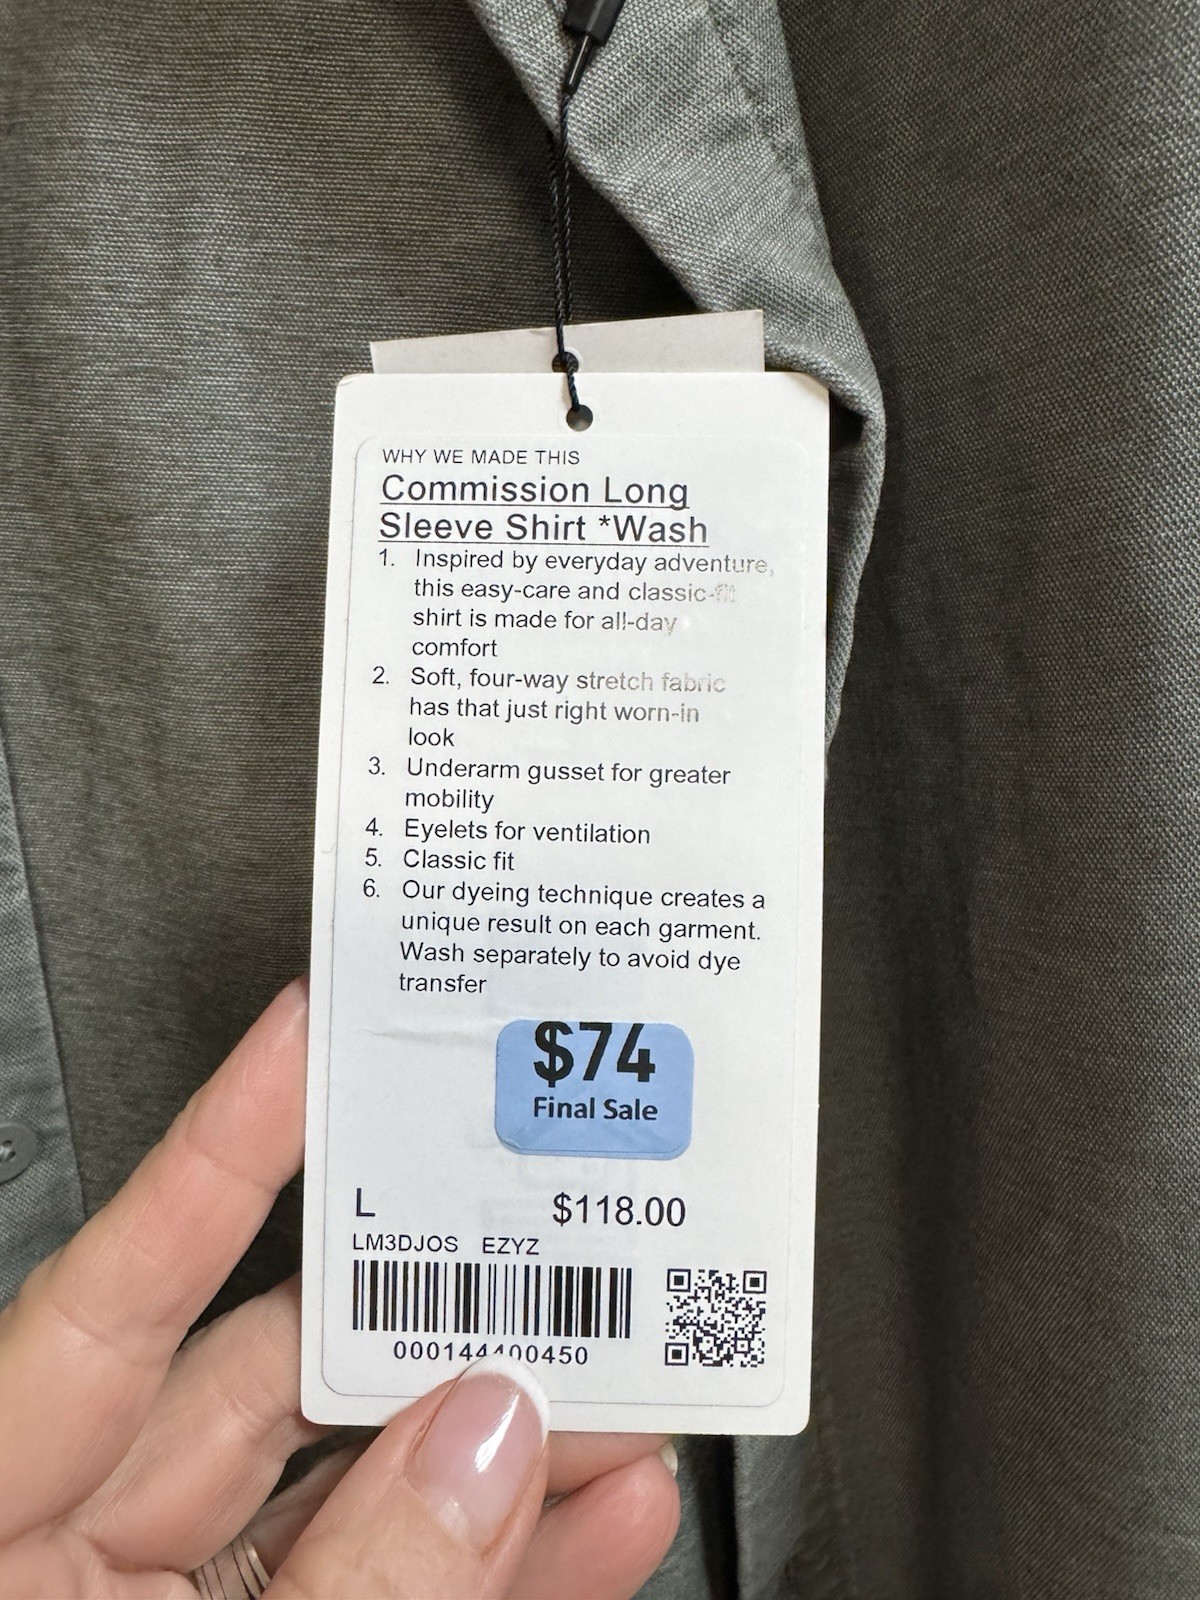 WHY WE MADE THIS
Commission Long
Sleeve Shirt *Wash
1. Inspired by everyday adventure,
this easy-care and classic-fit
shirt is made for all-day
comfort
2. Soft, four-way stretch fabric
has that just right worn-in
look
3. Underarm gusset for greater
mobility
4. Eyelets for ventilation
5. Classic fit
6. Our dyeing technique creates a
unique result on each garment.
Wash separately to avoid dye
transfer
$74
Final Sale
L $118.00
LM3DJOS EZYZ
000144400450